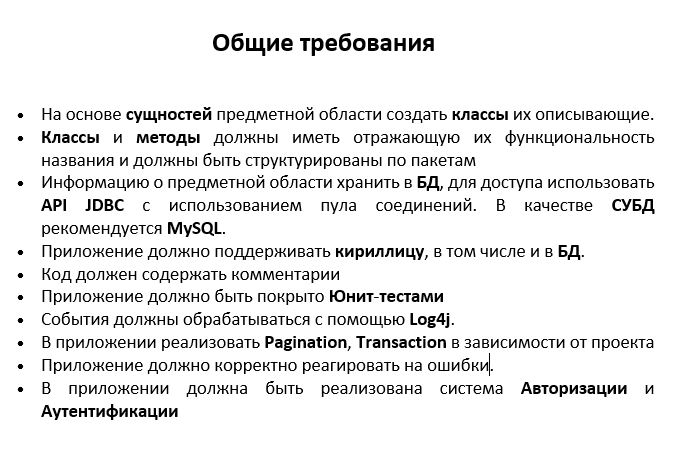 Общие требования
• На основе сущностей предметной области создать классы их описывающие.
• Классы и методы должны иметь отражающую их функциональность
названия и должны быть структурированы по пакетам
• Информацию о предметной области хранить в БД, для доступа использовать
API JDBC с использованием пула соединений. В качестве СУБД
рекомендуется MySQL.
• Приложение должно поддерживать кириллицу, в том числе и в БД.
• Код должен содержать комментарии
• Приложение должно быть покрыто Юнит-тестами
• События должны обрабатываться с помощью Log4j.
• В приложении реализовать Pagination, Transaction в зависимости от проекта
• Приложение должно корректно реагировать на ошибки.
• В приложении должна быть реализована система Авторизации и
Аутентификации